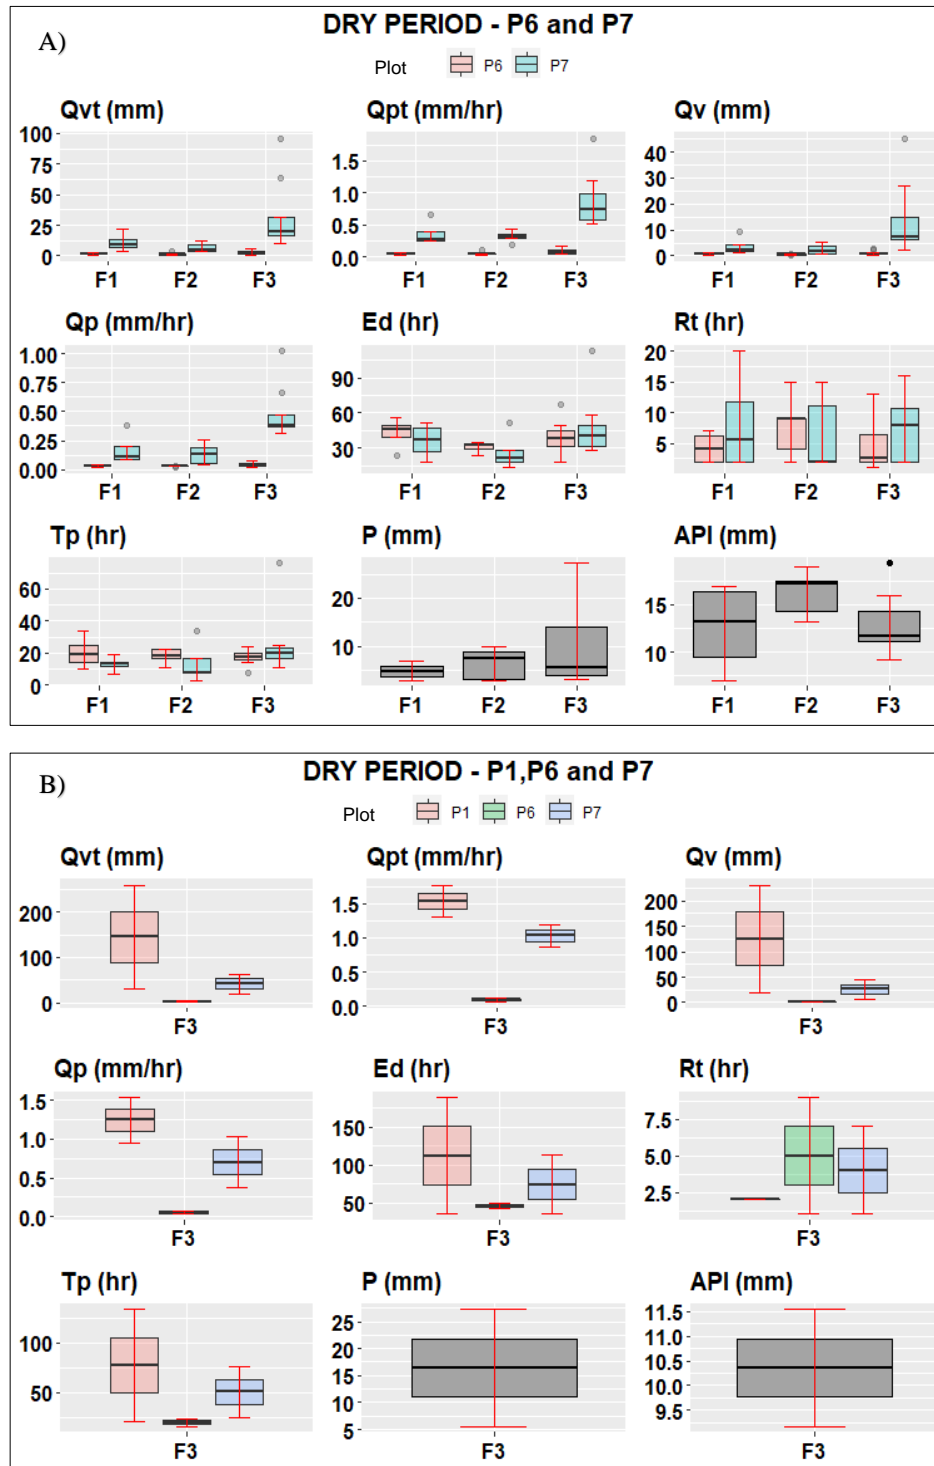 A)
DRY PERIOD - P6 and P7
Plot P6 P7
Qvt (mm) Qpt (mm/hr) Qv (mm)
100
75
50
25
0
F1 F2 F3
1.5
1.0
0.5
0.0
F1 F2 F3
40
30
20
10
0
F1 F2 F3
Qp (mm/hr) Ed (hr) Rt (hr)
1.00
0.75
0.50
0.25
0.00
F1 F2 F3
90
60
30
F1 F2 F3
20
15
10
5
F1 F2 F3
Tp (hr) P (mm) API (mm)
60
40
20
0
F1 F2 F3
20
10
F1 F2 F3
15
10
F1 F2 F3
B)
DRY PERIOD - P1,P6 and P7
Plot P1 P6 P7
Qvt (mm) Qpt (mm/hr) Qv (mm)
200
100
0
F3
1.5
1.0
0.5
0.0
F3
200
150
100
50
0
F3
Qp (mm/hr) Ed (hr) Rt (hr)
1.5
1.0
0.5
0.0
F3
150
100
50
F3
7.5
5.0
2.5
F3
Tp (hr) P (mm) API (mm)
100
50
F3
25
20
15
10
5
F3
11.5
11.0
10.5
10.0
9.5
F3